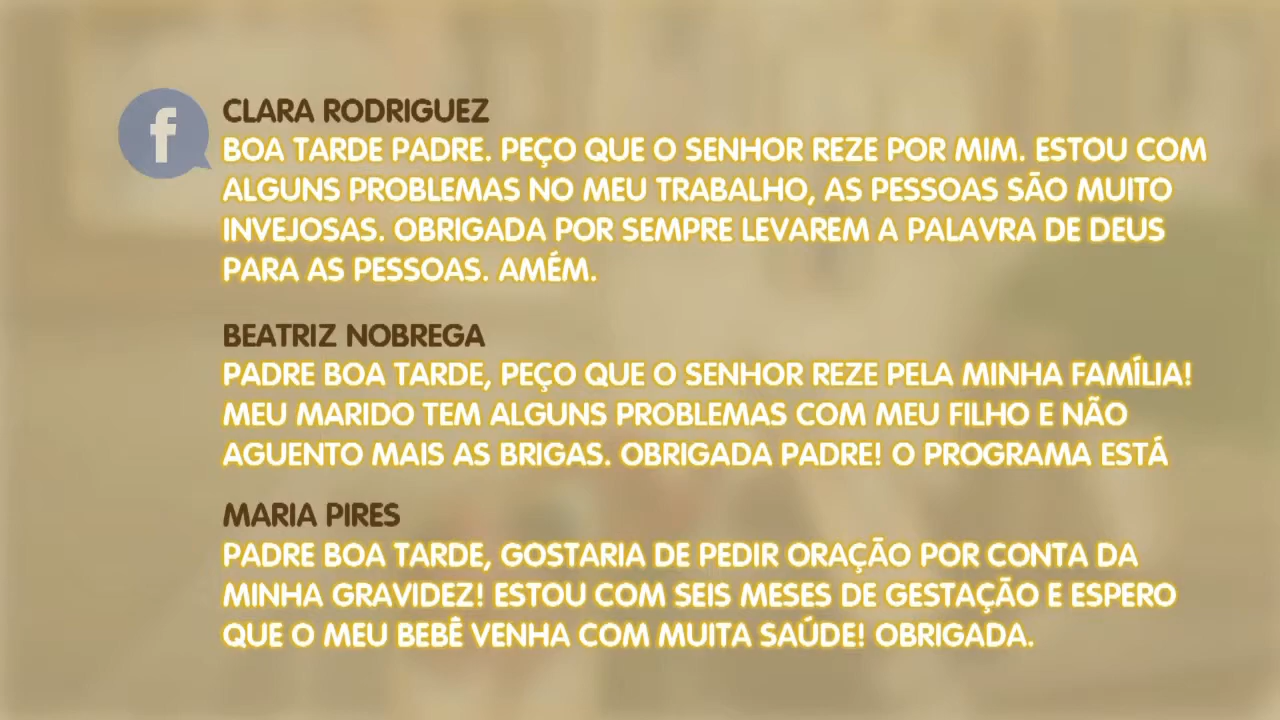 f
CLARA RODRIGUEZ
BOA TARDE PADRE. PEÇO QUE O SENHOR REZE POR MIM. ESTOU COM
ALGUNS PROBLEMAS NO MEU TRABALHO, AS PESSOAS SÃO MUITO
INVEJOSAS. OBRIGADA POR SEMPRE LEVAREM A PALAVRA DE DEUS
PARA AS PESSOAS. AMÉM.
BEATRIZ NOBREGA
PADRE BOA TARDE, PEÇO QUE O SENHOR REZE PELA MINHA FAMÍLIA!
MEU MARIDO TEM ALGUNS PROBLEMAS COM MEU FILHO E NÃO
AGUENTO MAIS AS BRIGAS. OBRIGADA PADRE! O PROGRAMA ESTÁ
MARIA PIRES
PADRE BOA TARDE, GOSTARIA DE PEDIR ORAÇÃO POR CONTA DA
MINHA GRAVIDEZ! ESTOU COM SEIS MESES DE GESTAÇÃO E ESPERO
QUE O MEU BEBÊ VENHA COM MUITA SAÚDE! OBRIGADA.